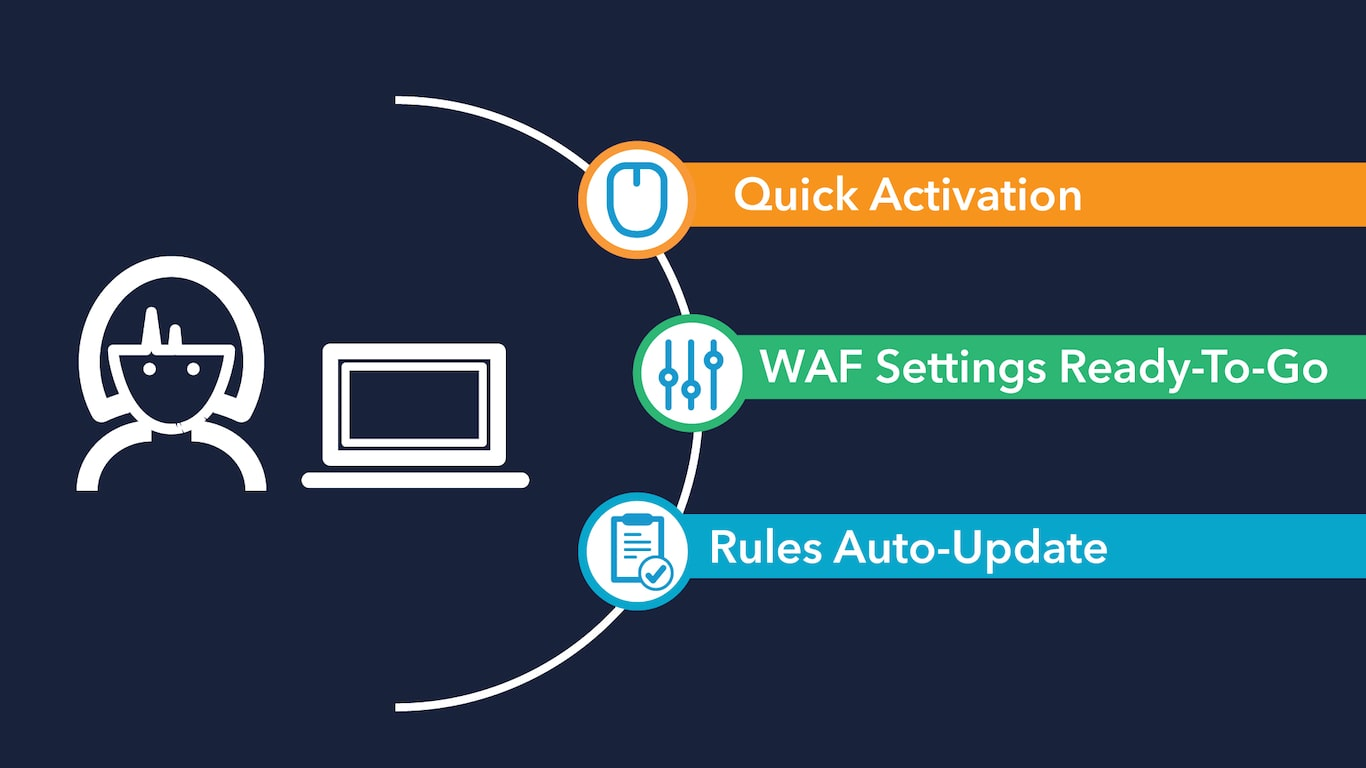 Quick Activation
WAF Settings Ready-To-Go
Rules Auto-Update